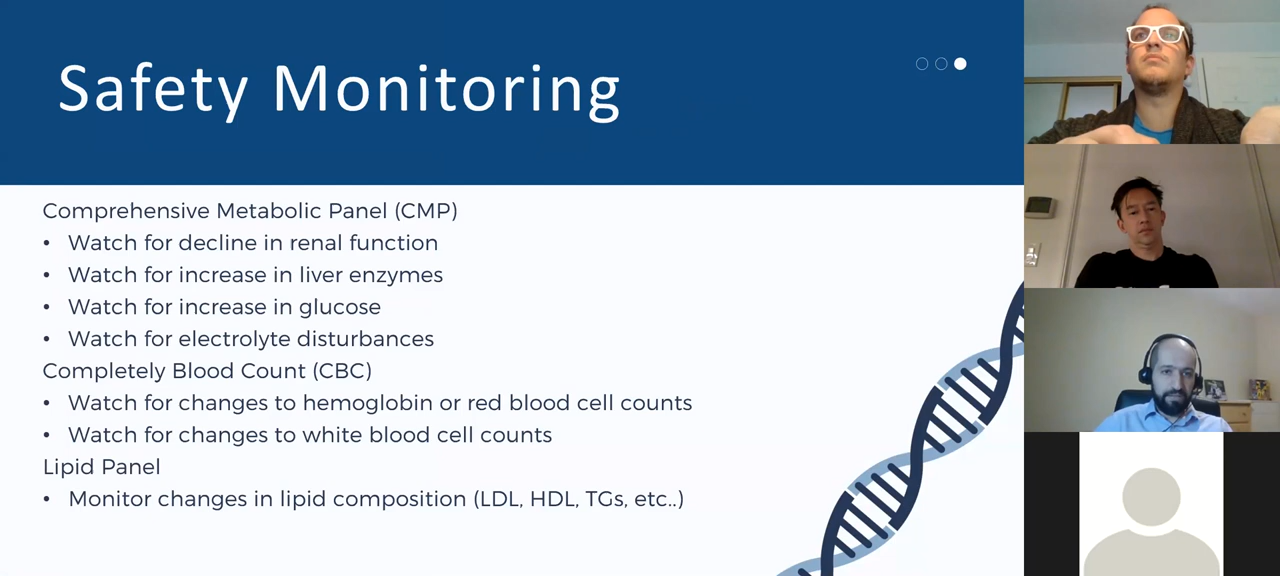 Safety Monitoring
Comprehensive Metabolic Panel (CMP)
• Watch for decline in renal function
• Watch for increase in liver enzymes
• Watch for increase in glucose
• Watch for electrolyte disturbances
Completely Blood Count (CBC)
• Watch for changes to hemoglobin or red blood cell counts
• Watch for changes to white blood cell counts
Lipid Panel
• Monitor changes in lipid composition (LDL, HDL, TGs, etc..)